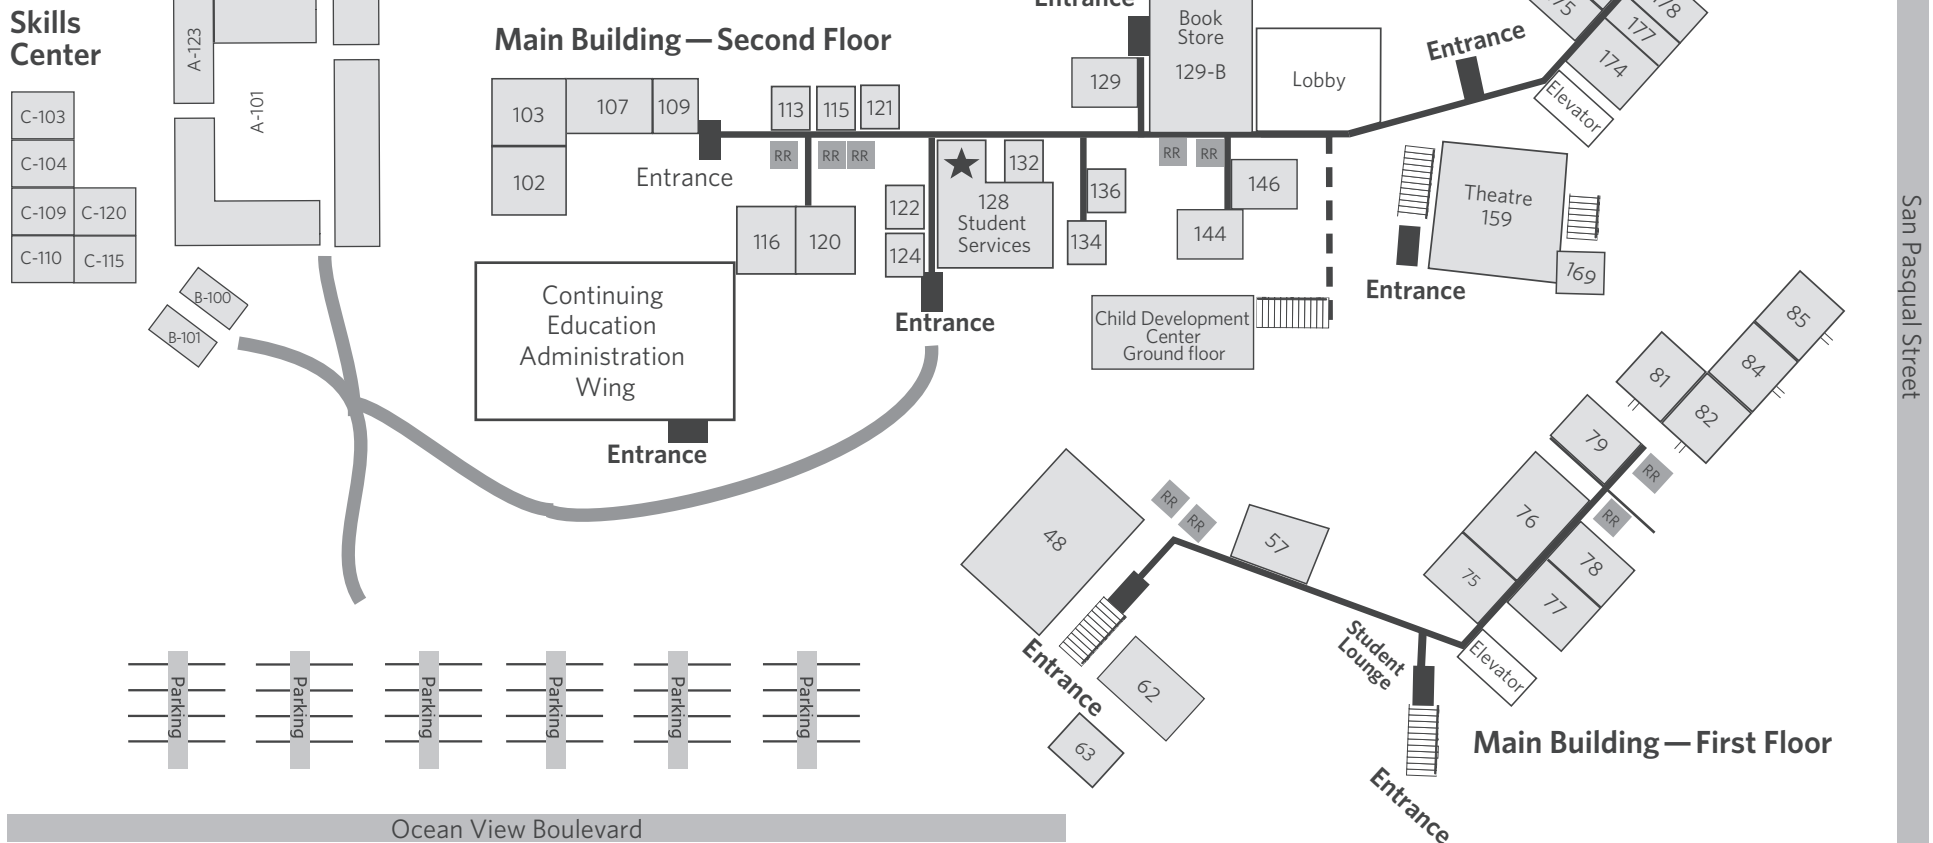 Skills
Center
A-123
A-101
C-103
C-104
C-109
C-120
C-110
C-115
B-100
B-101
Main Building — Second Floor
103
107
109
102
Entrance
113
115
121
RR
RR
RR
116
120
122
124
128
Student
Services
132
Entrance
Continuing
Education
Administration
Wing
Entrance
Entrance
129
Book
Store
129-B
Lobby
136
134
RR
RR
146
144
Child Development
Center
Ground floor
Entrance
178
177
174
Elevator
Theatre
159
169
Entrance
San Pasqual Street
85
84
81
82
79
RR
RR
76
75
78
77
48
RR
RR
57
Entrance
62
63
Student
Lounge
Elevator
Entrance
Main Building — First Floor
Parking
Parking
Parking
Parking
Parking
Parking
Ocean View Boulevard